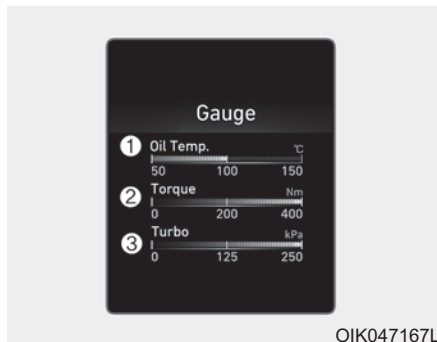 Gauge
① Oil Temp. ℃
50 100 150
② Torque Nm
0 200 400
③ Turbo kPa
0 125 250
OIK047167L